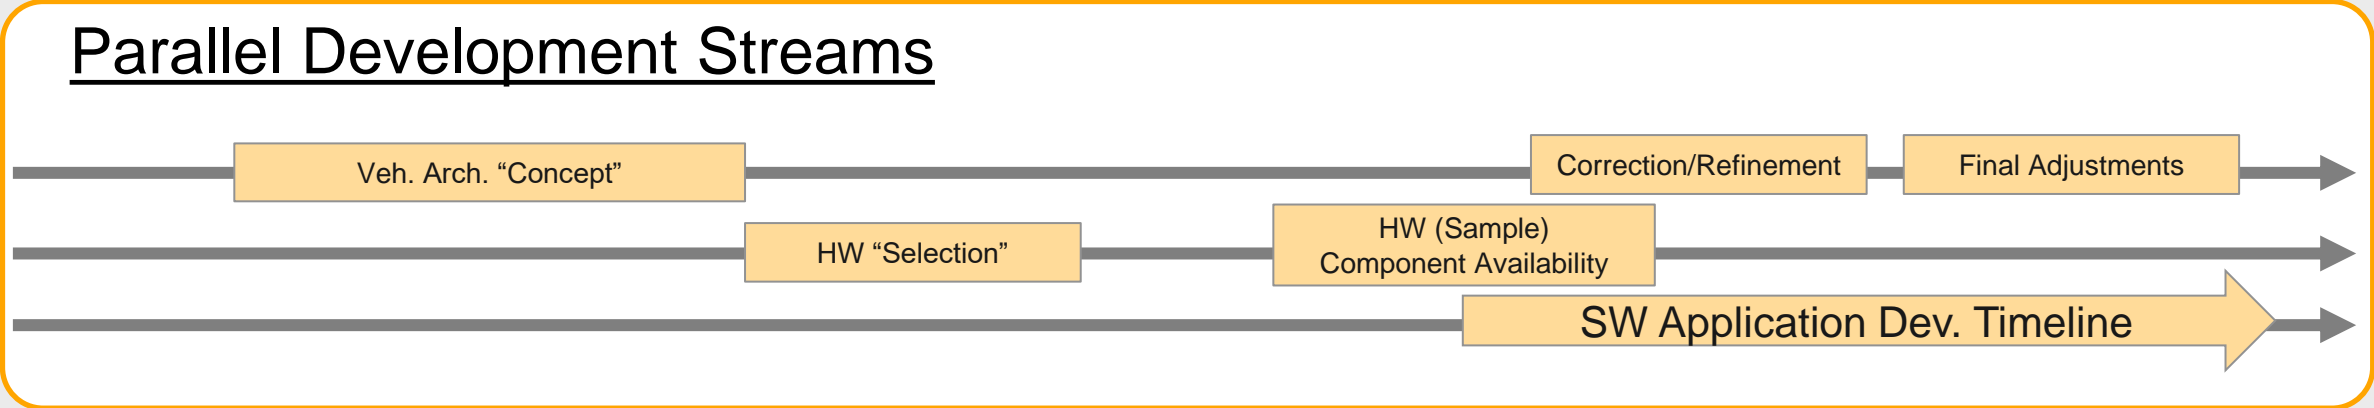 Parallel Development Streams
Veh. Arch. “Concept”
Correction/Refinement
Final Adjustments
HW “Selection”
HW (Sample)
Component Availability
SW Application Dev. Timeline